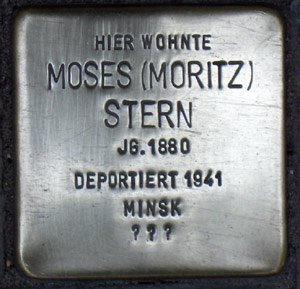 HIER WOHNTE
MOSES (MORITZ)
STERN
JG. 1880
DEPORTIERT 1941
MINSK
? ? ?